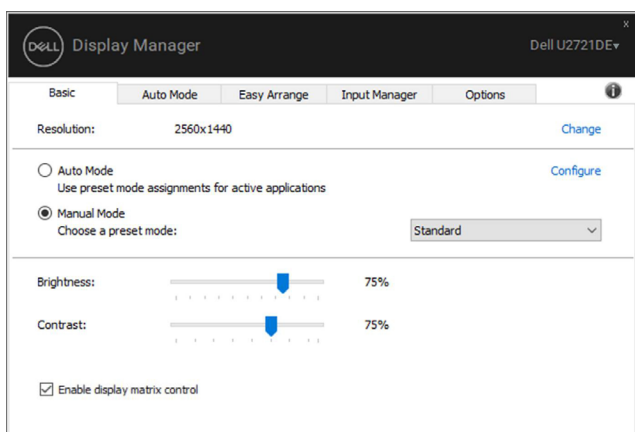 x
DELL Display Manager Dell U2721DE
Basic Auto Mode Easy Arrange Input Manager Options
Resolution: 2560x1440 Change
Auto Mode Configure
Use preset mode assignments for active applications
Manual Mode
Choose a preset mode: Standard
Brightness: 75%
Contrast: 75%
Enable display matrix control